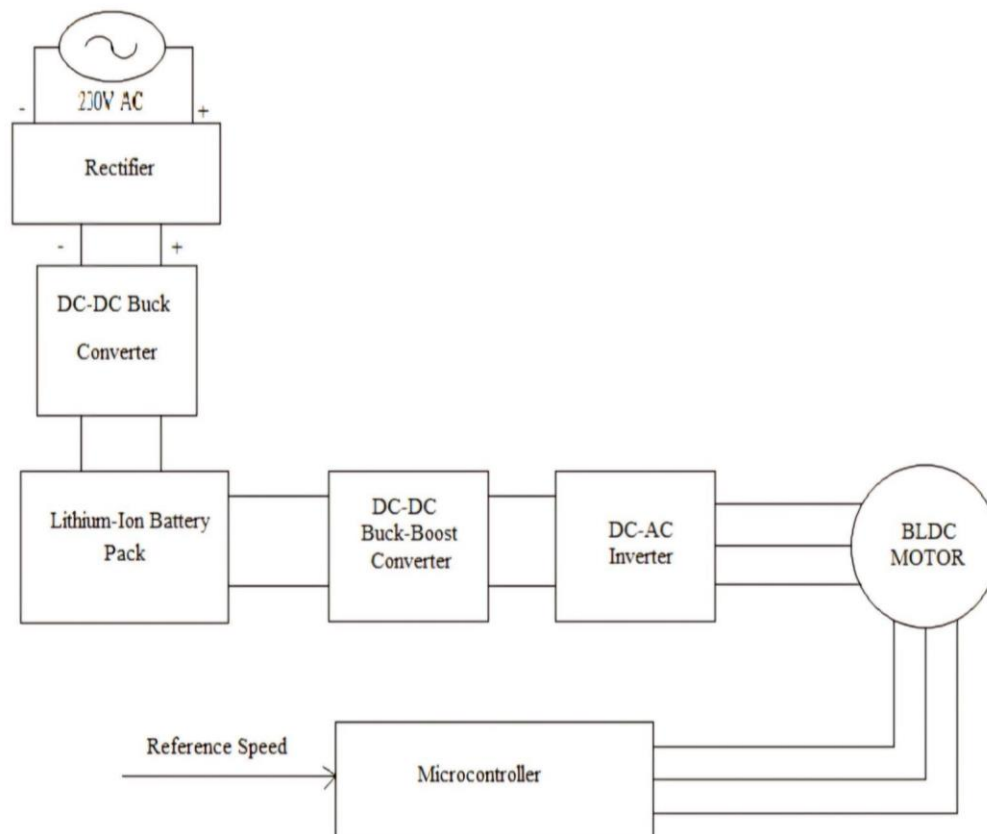 230V AC
-
+
Rectifier
-
+
DC-DC Buck
Converter
Lithium-Ion Battery
Pack
DC-DC
Buck-Boost
Converter
DC-AC
Inverter
BLDC
MOTOR
Reference Speed
Microcontroller